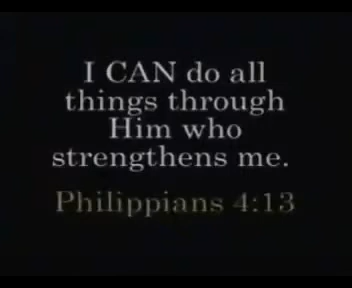 I CAN do all
things through
Him who
strengthens me.
Philippians 4:13